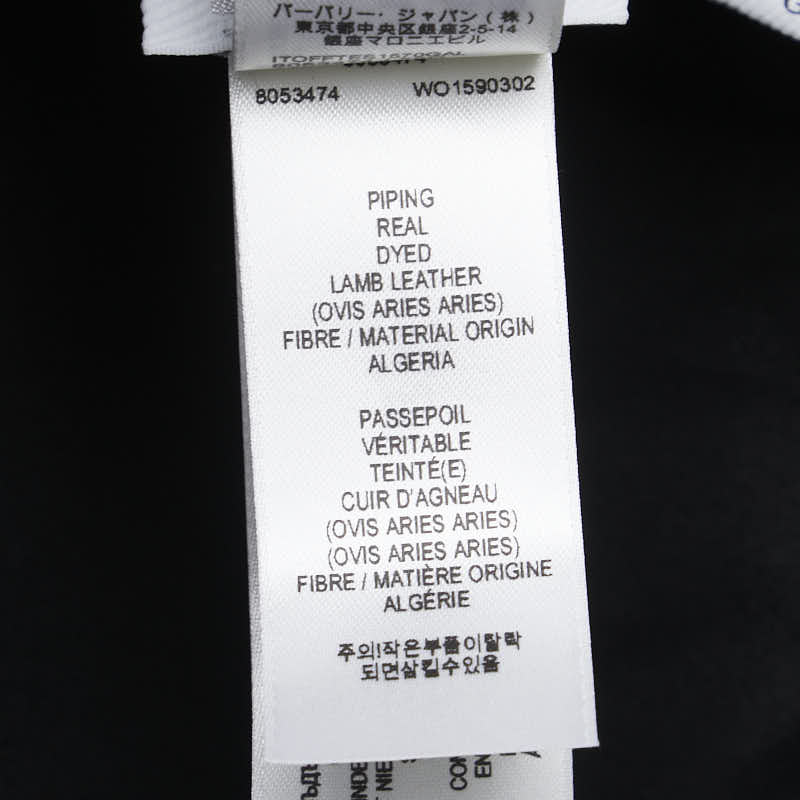 バーバリー・ジャパン(株)
東京都中央区銀座2-5-14
銀座マロニエビル
8053474 WO1590302
PIPING
REAL
DYED
LAMB LEATHER
(OVIS ARIES ARIES)
FIBRE / MATERIAL ORIGIN
ALGERIA
PASSEPOIL
VÉRITABLE
TEINTÉ(E)
CUIR D'AGNEAU
(OVIS ARIES ARIES)
(OVIS ARIES ARIES)
FIBRE / MATIÈRE ORIGINE
ALGÉRIE
주의!작은부품이탈락
되면삼킬수있음